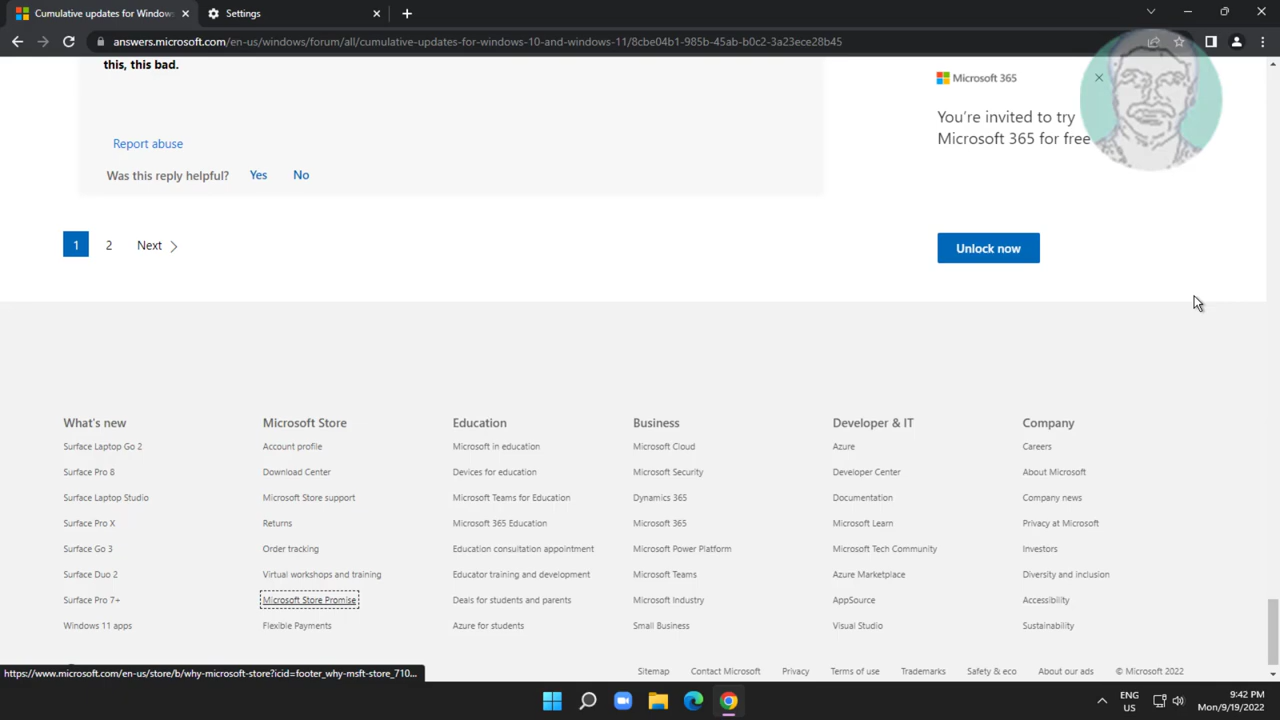 Cumulative updates for Windows
Settings
answers.microsoft.com/en-us/windows/forum/all/cumulative-updates-for-windows-10-and-windows-11/8cbe04b1-985b-45ab-b0c2-3a23ece28b45
this, this bad.
Report abuse
Was this reply helpful? Yes No
1 2 Next
Microsoft 365
You're invited to try
Microsoft 365 for free
Unlock now
What's new
Surface Laptop Go 2
Surface Pro 8
Surface Laptop Studio
Surface Pro X
Surface Go 3
Surface Duo 2
Surface Pro 7+
Windows 11 apps
Microsoft Store
Account profile
Download Center
Microsoft Store support
Returns
Order tracking
Virtual workshops and training
Microsoft Store Promise
Flexible Payments
Education
Microsoft in education
Devices for education
Microsoft Teams for Education
Microsoft 365 Education
Education consultation appointment
Educator training and development
Deals for students and parents
Azure for students
Business
Microsoft Cloud
Microsoft Security
Dynamics 365
Microsoft 365
Microsoft Power Platform
Microsoft Teams
Microsoft Industry
Small Business
Developer & IT
Azure
Developer Center
Documentation
Microsoft Learn
Microsoft Tech Community
Azure Marketplace
AppSource
Visual Studio
Company
Careers
About Microsoft
Company news
Privacy at Microsoft
Investors
Diversity and inclusion
Accessibility
Sustainability
https://www.microsoft.com/en-us/store/b/why-microsoft-store?icid=footer_why-msft-store_710...
Sitemap Contact Microsoft Privacy Terms of use Trademarks Safety & eco About our ads © Microsoft 2022
ENG
US
9:42 PM
Mon/9/19/2022